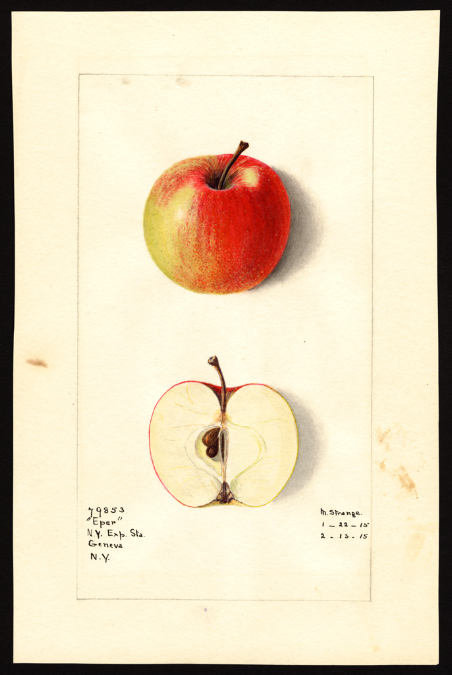 79853
"Eper"
N.Y. Exp. Sta.
Geneva
N.Y.
M. Strange.
1 - 22 - 15
2 - 13 - 15